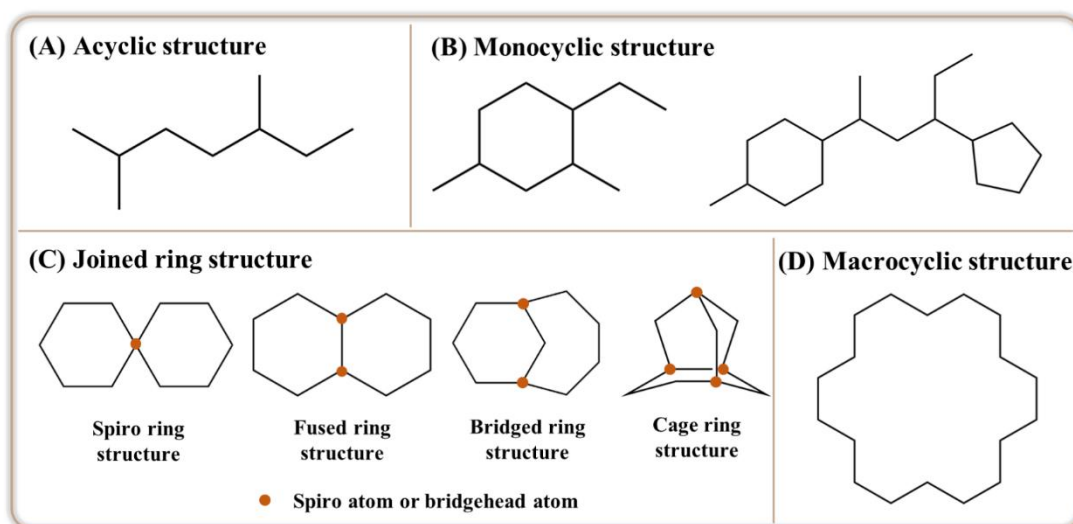 (A) Acyclic structure
(B) Monocyclic structure
(C) Joined ring structure
(D) Macrocyclic structure
Spiro ring
structure
Fused ring
structure
Bridged ring
structure
Cage ring
structure
Spiro atom or bridgehead atom